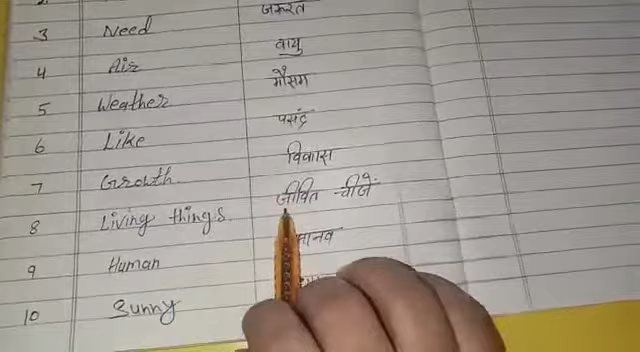 3 Need जरूरत
4 Air वायु
5 Weather मौसम
6 Like पसंद
7 Growth विकास
8 Living things जीवित चीजें
9 Human मानव
10 Sunny